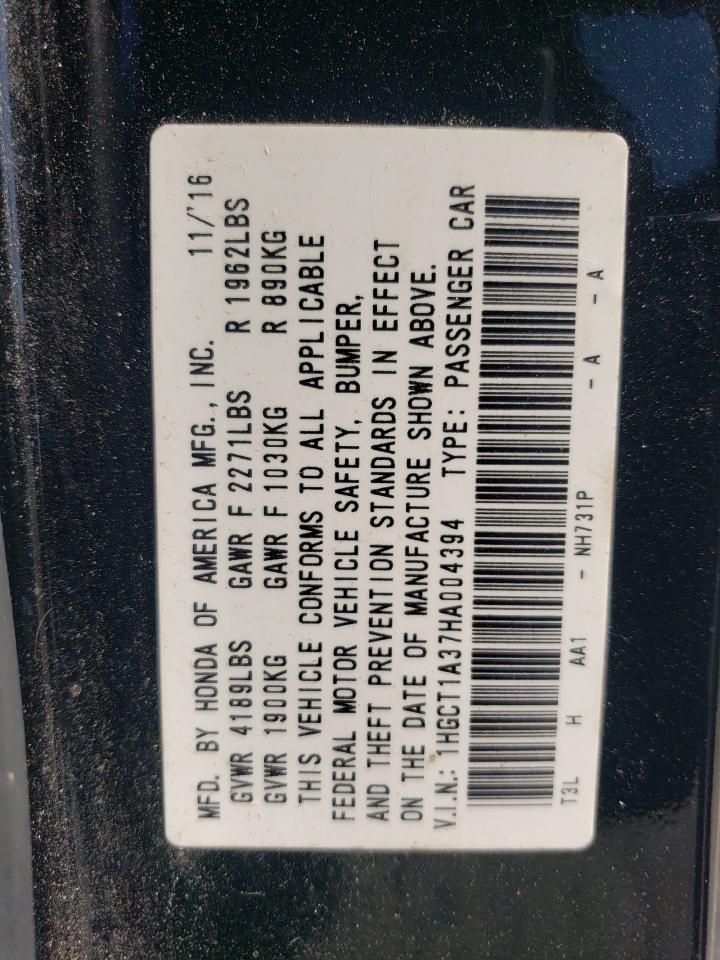 MFD. BY HONDA OF AMERICA MFG., INC. 11/'16
GVWR 4189LBS GAWR F 2271LBS R 1962LBS
GVWR 1900KG GAWR F 1030KG R 890KG
THIS VEHICLE CONFORMS TO ALL APPLICABLE
FEDERAL MOTOR VEHICLE SAFETY, BUMPER,
AND THEFT PREVENTION STANDARDS IN EFFECT
ON THE DATE OF MANUFACTURE SHOWN ABOVE.
V.I.N.: 1HGCT1A37HA004394 TYPE: PASSENGER CAR
T3L H AA1 - NH731P - A - A